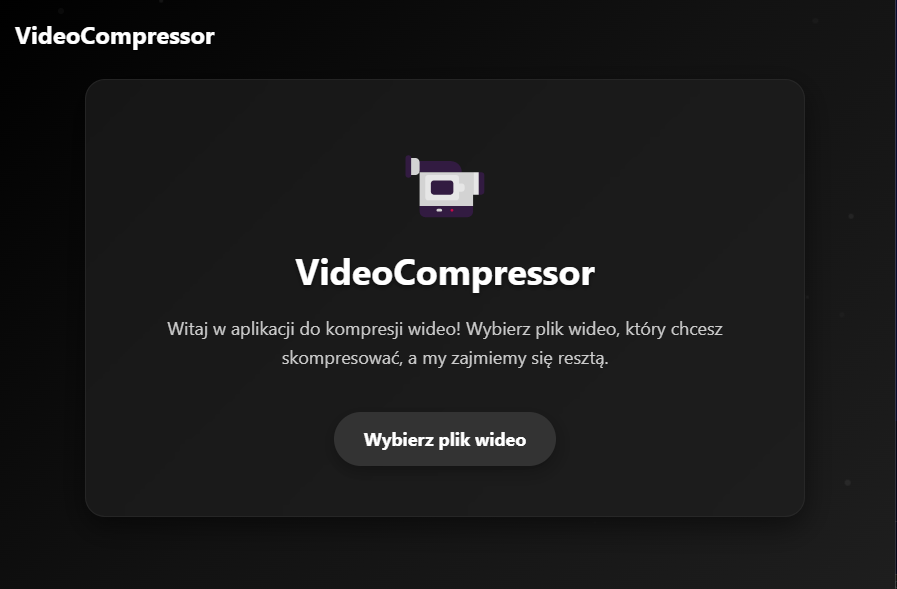 VideoCompressor
VideoCompressor
Witaj w aplikacji do kompresji wideo! Wybierz plik wideo, który chcesz
skompresować, a my zajmiemy się resztą.
Wybierz plik wideo